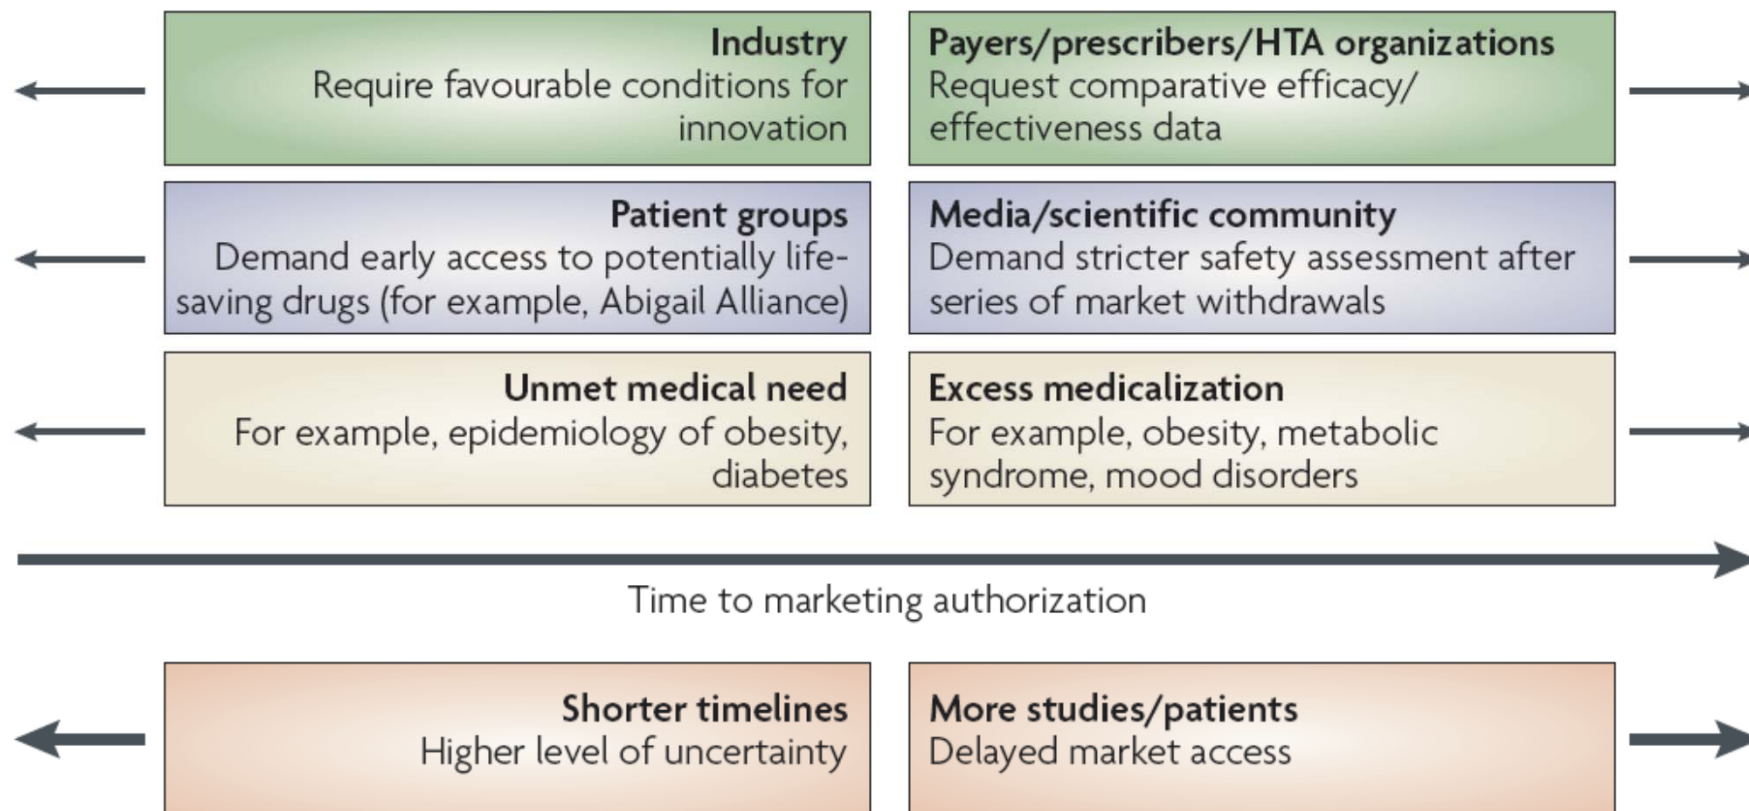 Industry
Require favourable conditions for
innovation
Payers/prescribers/HTA organizations
Request comparative efficacy/
effectiveness data
Patient groups
Demand early access to potentially life-
saving drugs (for example, Abigail Alliance)
Media/scientific community
Demand stricter safety assessment after
series of market withdrawals
Unmet medical need
For example, epidemiology of obesity,
diabetes
Excess medicalization
For example, obesity, metabolic
syndrome, mood disorders
Time to marketing authorization
Shorter timelines
Higher level of uncertainty
More studies/patients
Delayed market access